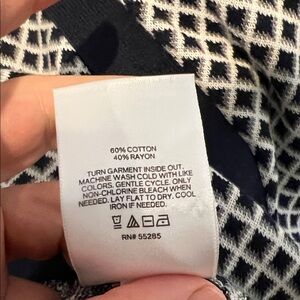 60% COTTON
40% RAYON
TURN GARMENT INSIDE OUT.
MACHINE WASH COLD WITH LIKE
COLORS. GENTLE CYCLE. ONLY
NON-CHLORINE BLEACH WHEN
NEEDED. LAY FLAT TO DRY. COOL
IRON IF NEEDED.
RN# 55285